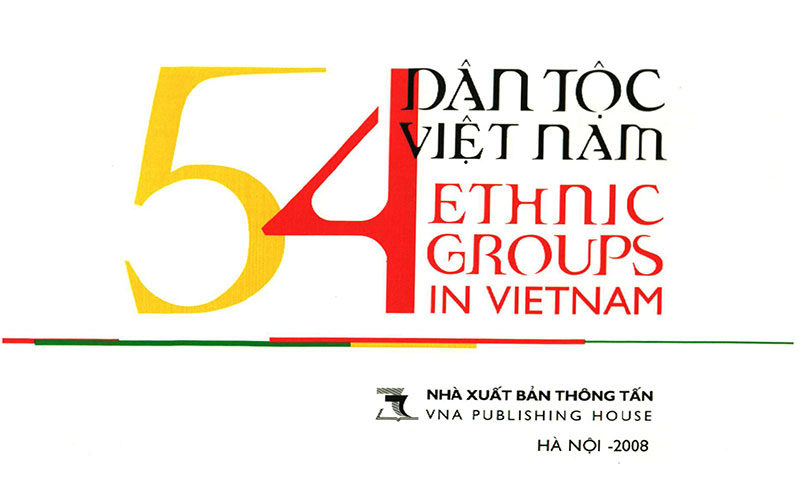 54 DÂN TỘC
VIỆT NAM
ETHNIC
GROUPS
IN VIETNAM
NHÀ XUẤT BẢN THÔNG TẤN
VNA PUBLISHING HOUSE
HÀ NỘI -2008